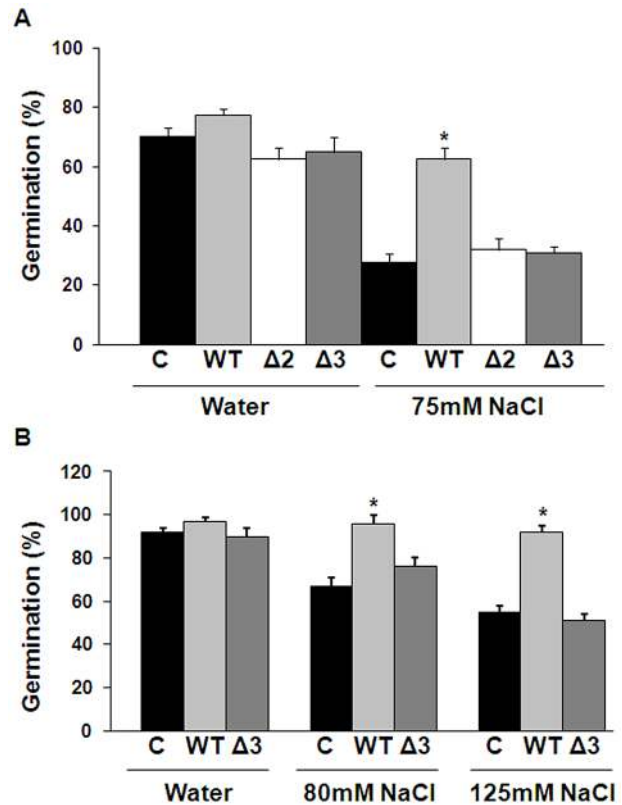 A
Germination (%)
100
80
60
40
20
0
*
C WT Δ2 Δ3 C WT Δ2 Δ3
Water 75mM NaCl
B
Germination (%)
120
100
80
60
40
20
0
* *
C WT Δ3 C WT Δ3 C WT Δ3
Water 80mM NaCl 125mM NaCl